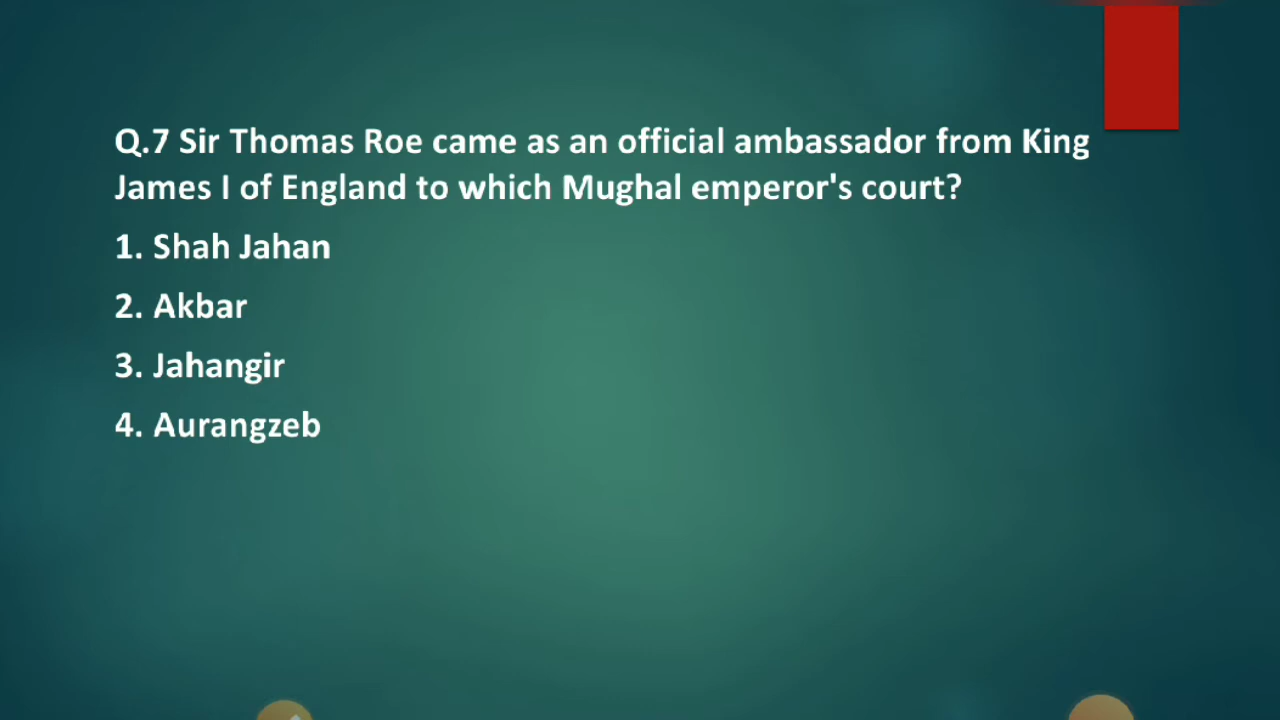 Q.7 Sir Thomas Roe came as an official ambassador from King
James I of England to which Mughal emperor's court?
1. Shah Jahan
2. Akbar
3. Jahangir
4. Aurangzeb